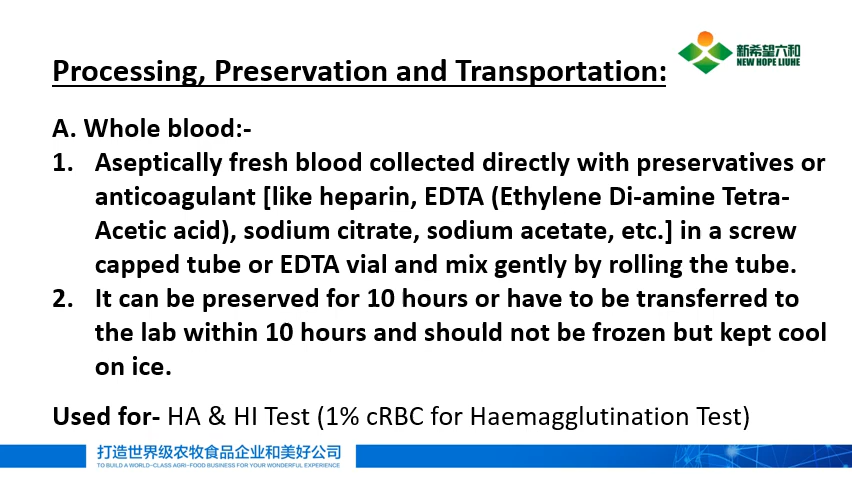 新希望六和
NEW HOPE LIUHE
Processing, Preservation and Transportation:
A. Whole blood:-
1. Aseptically fresh blood collected directly with preservatives or
anticoagulant [like heparin, EDTA (Ethylene Di-amine Tetra-
Acetic acid), sodium citrate, sodium acetate, etc.] in a screw
capped tube or EDTA vial and mix gently by rolling the tube.
2. It can be preserved for 10 hours or have to be transferred to
the lab within 10 hours and should not be frozen but kept cool
on ice.
Used for- HA & HI Test (1% cRBC for Haemagglutination Test)
打造世界级农牧食品企业和美好公司
TO BUILD A WORLD-CLASS AGRI-FOOD BUSINESS FOR YOUR WONDERFUL EXPERIENCE